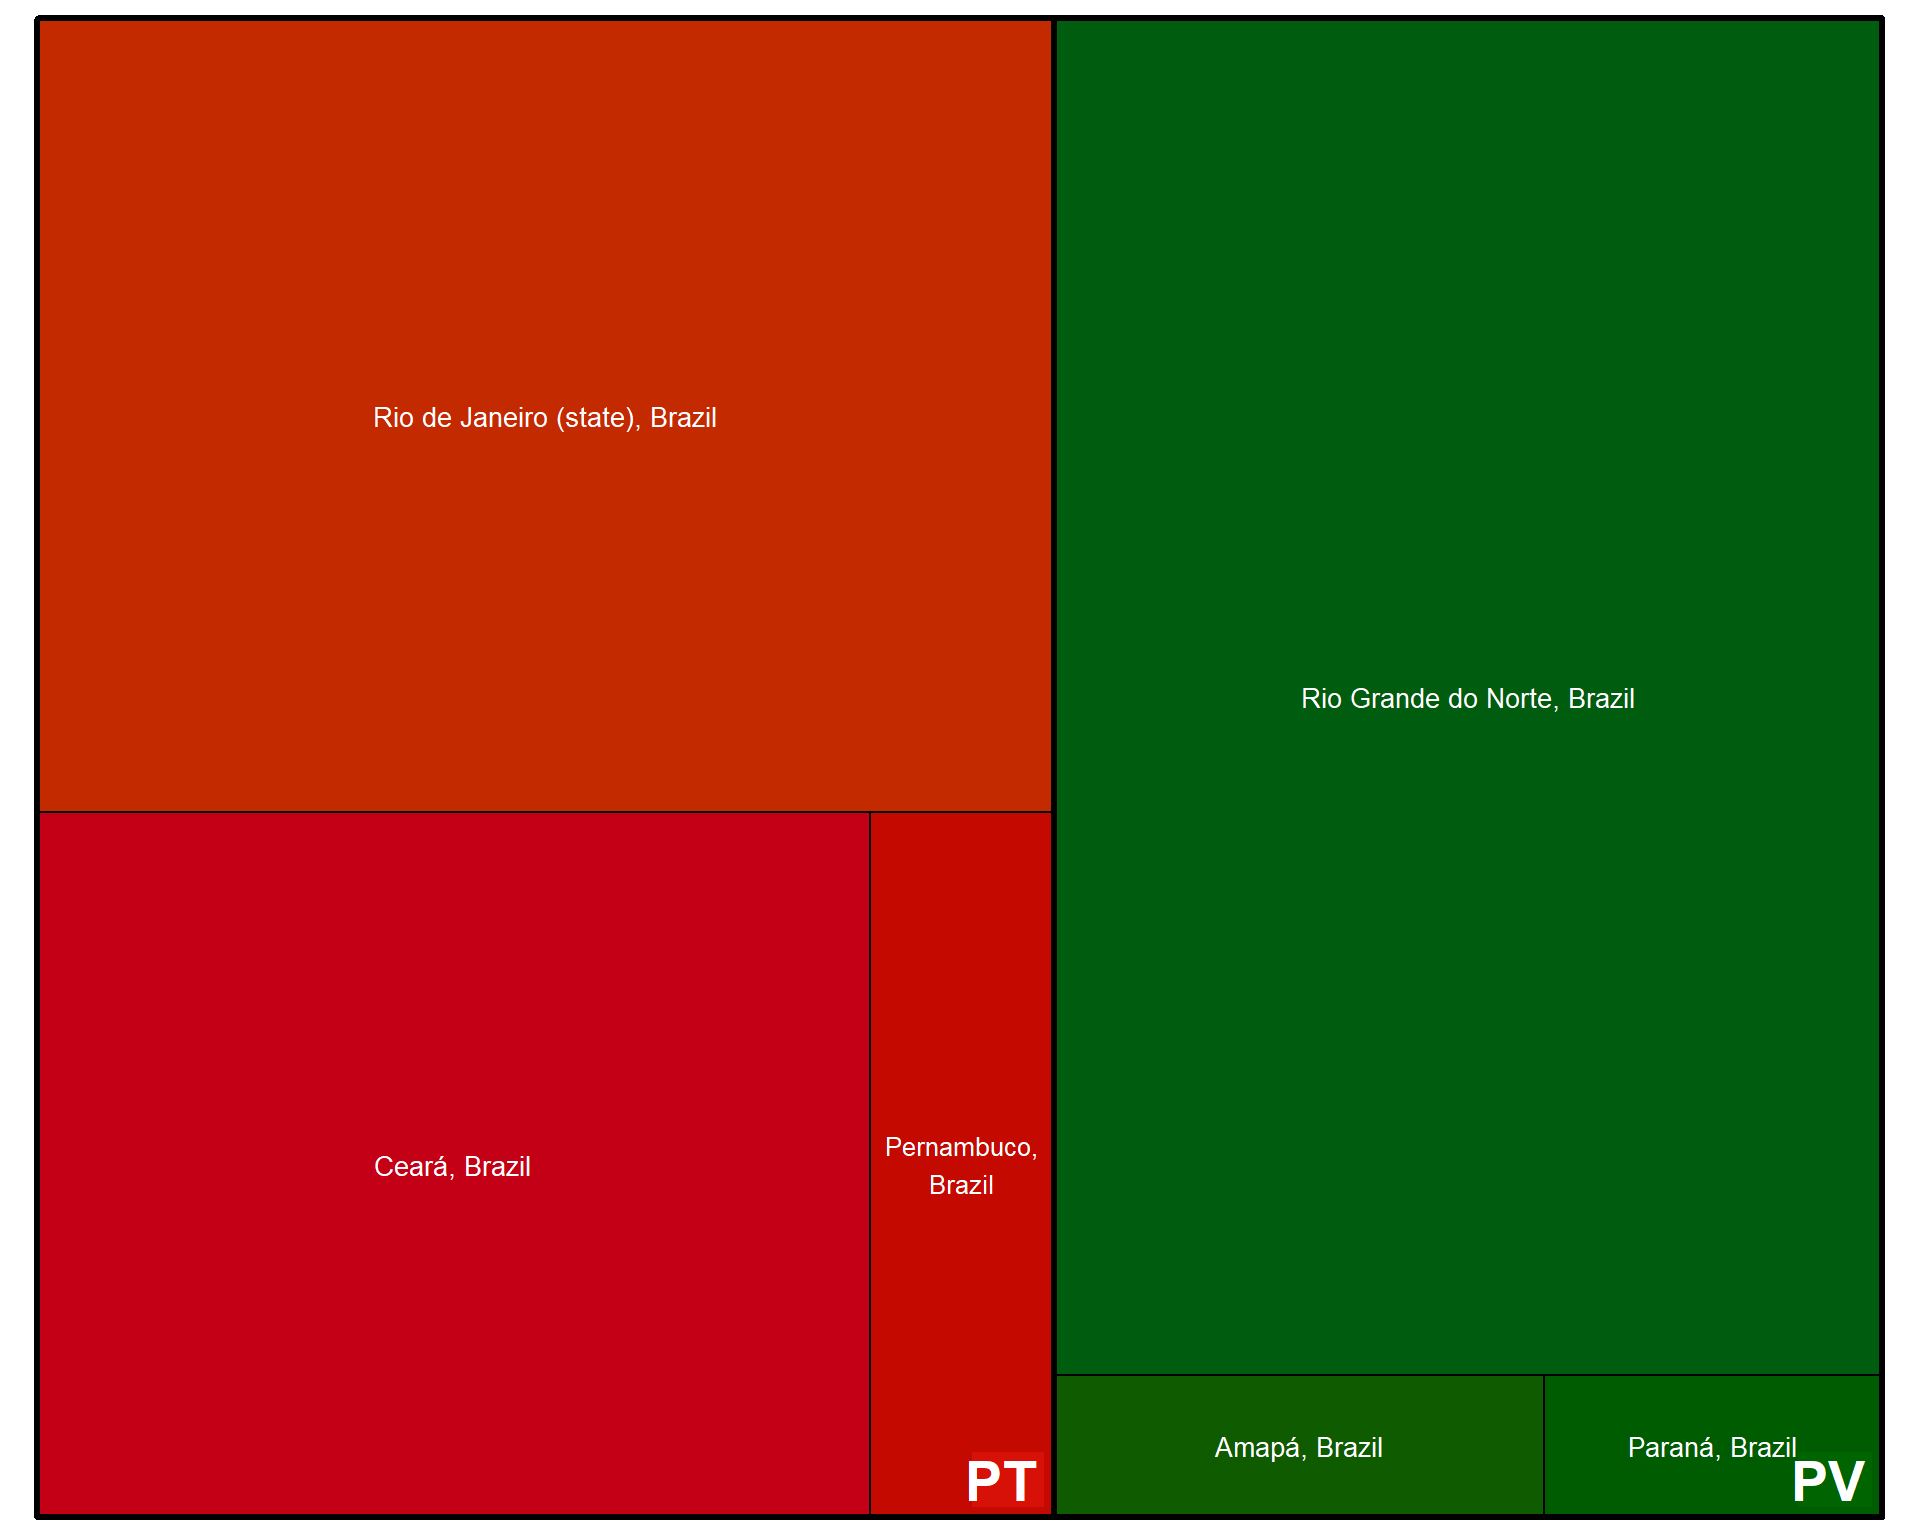 Rio de Janeiro (state), Brazil
Ceará, Brazil
Pernambuco,
Brazil
PT
Rio Grande do Norte, Brazil
Amapá, Brazil
Paraná, Brazil
PV